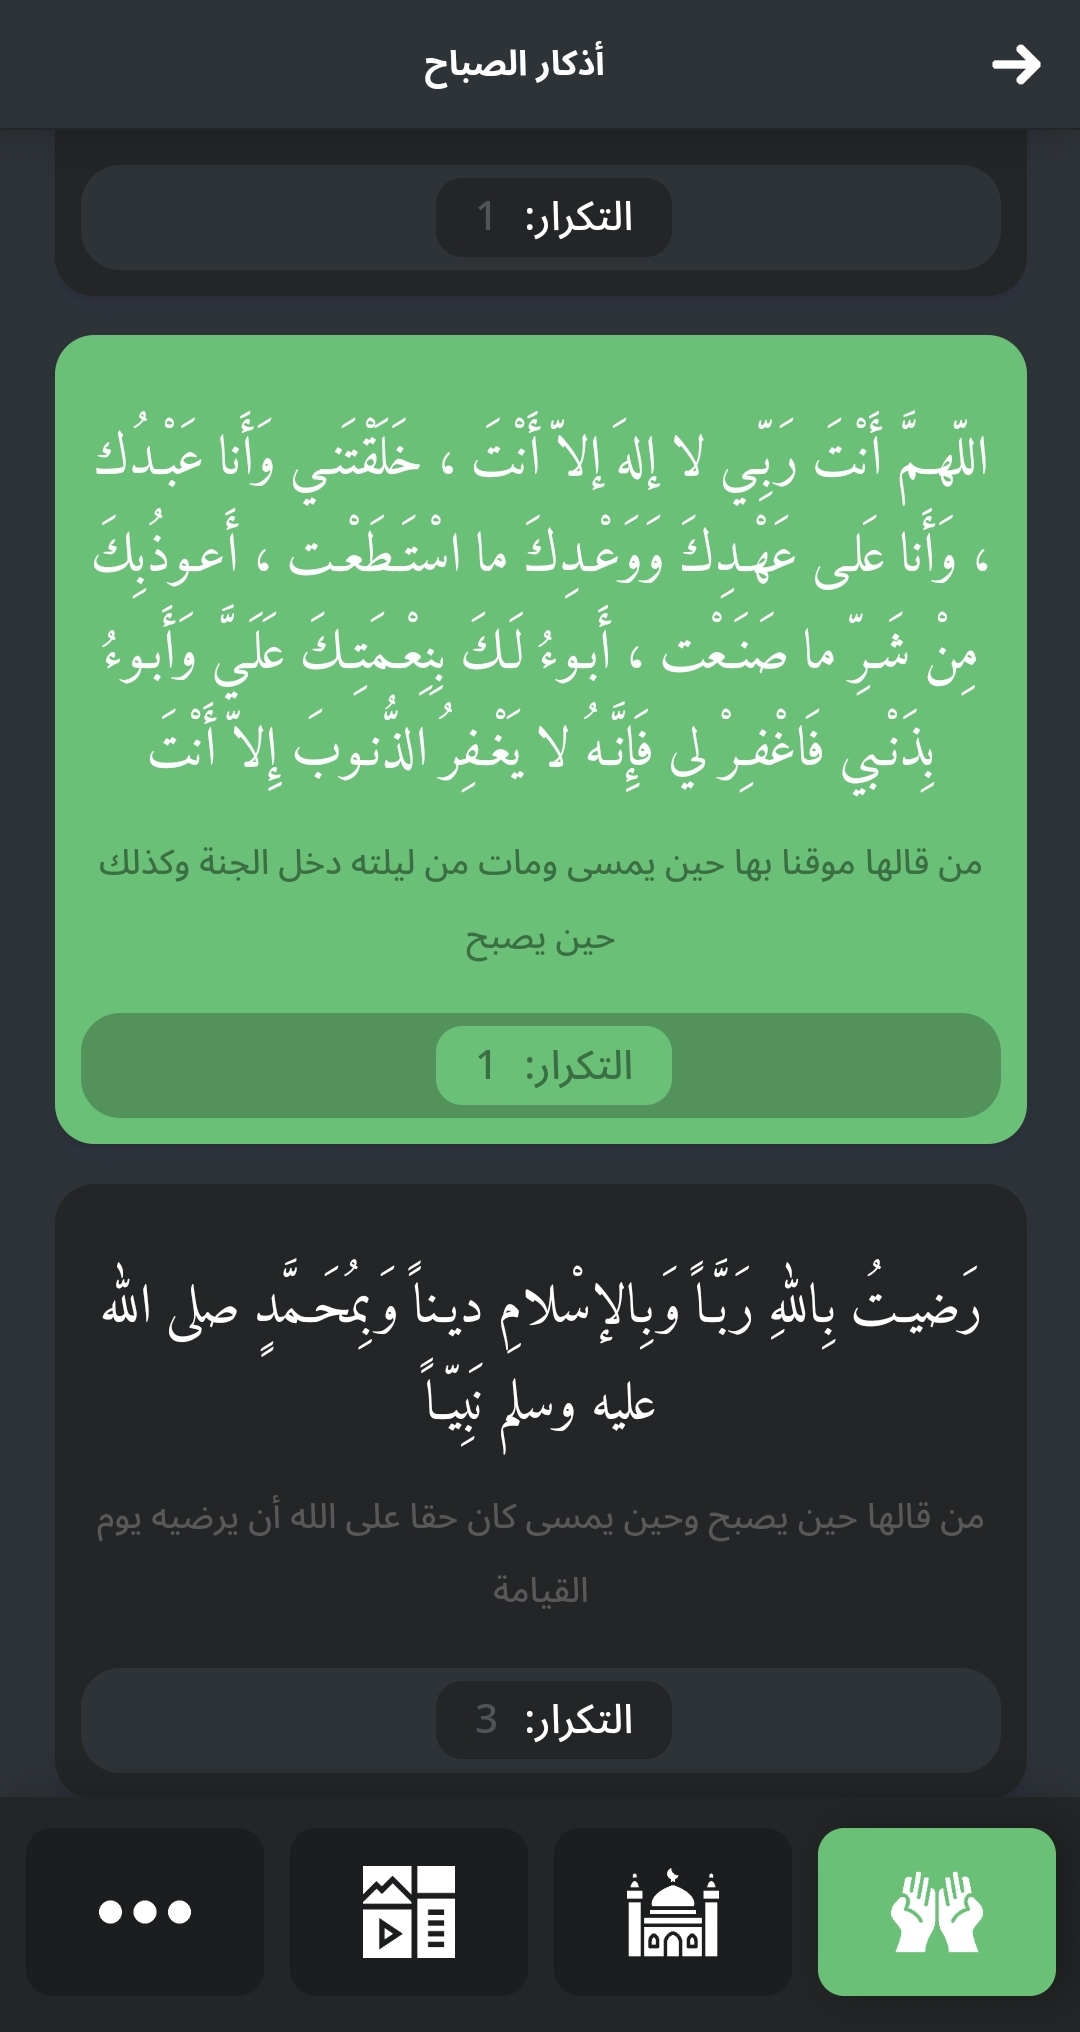 أذكار الصباح
التكرار: 1
اللّهـمَّ أَنْتَ رَبِّـي لا إلهَ إلاّ أَنْتَ ، خَلَقْتَنـي وَأَنا عَبْـدُك
، وَأَنا عَلـى عَهْـدِكَ وَوَعْـدِكَ ما اسْتَـطَعْـت ، أَعـوذُبِكَ
مِنْ شَـرِّ ما صَنَـعْت ، أَبـوءُ لَـكَ بِنِعْـمَتِـكَ عَلَـيَّ وَأَبـوءُ
بِذَنْـبي فَاغْفـِرْ لي فَإِنَّـهُ لا يَغْـفِرُ الذُّنـوبَ إِلاّ أَنْتَ
من قالها موقنا بها حين يمسى ومات من ليلته دخل الجنة وكذلك
حين يصبح
التكرار: 1
رَضيـتُ بِاللهِ رَبَّـاً وَبِالإسْلامِ ديـناً وَبِمُحَـمَّدٍ صلى الله
عليه وسلم نَبِيّـاً
من قالها حين يصبح وحين يمسى كان حقا على الله أن يرضيه يوم
القيامة
التكرار: 3